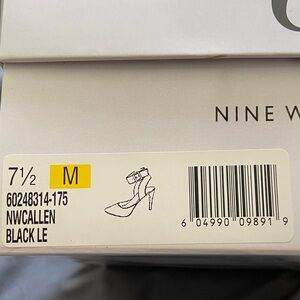 NINE W
7½ M
60248314-175
NWCALLEN
BLACK LE
6 04990 09891 9